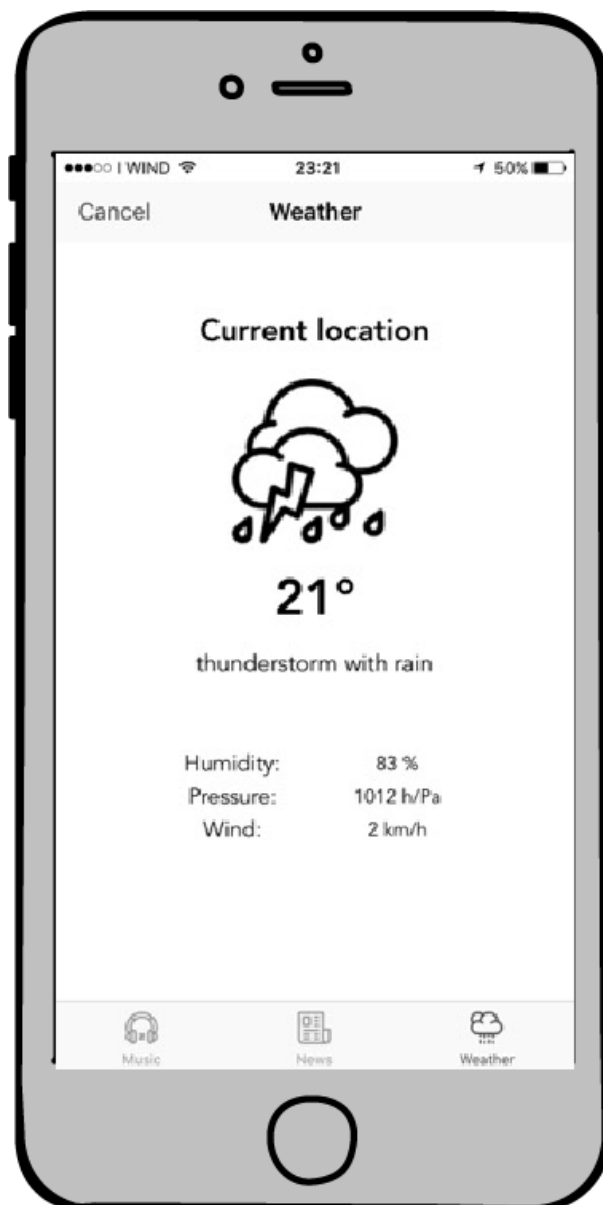 I WIND 23:21 50%
Cancel Weather
Current location
21°
thunderstorm with rain
Humidity: 83 %
Pressure: 1012 h/Pa
Wind: 2 km/h
Music News Weather